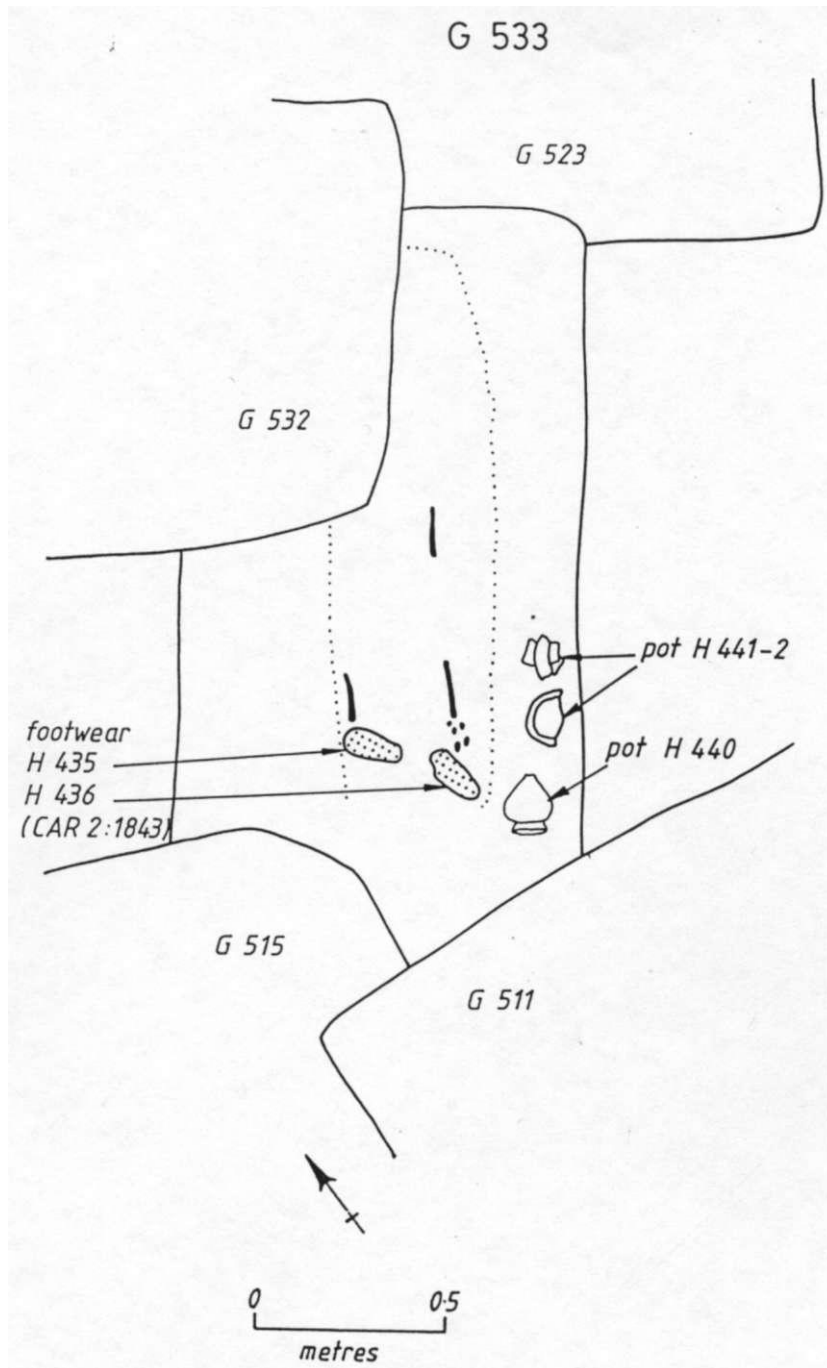 G 533
G 523
G 532
pot H 441-2
footwear
H 435
H 436
(CAR 2:1843)
pot H 440
G 515
G 511
0 0·5
metres